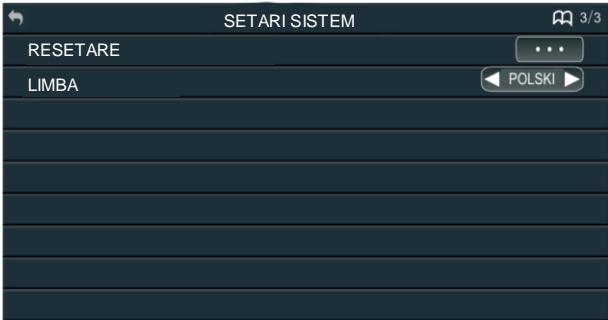 SETARI SISTEM 3/3
RESETARE ...
LIMBA POLSKI